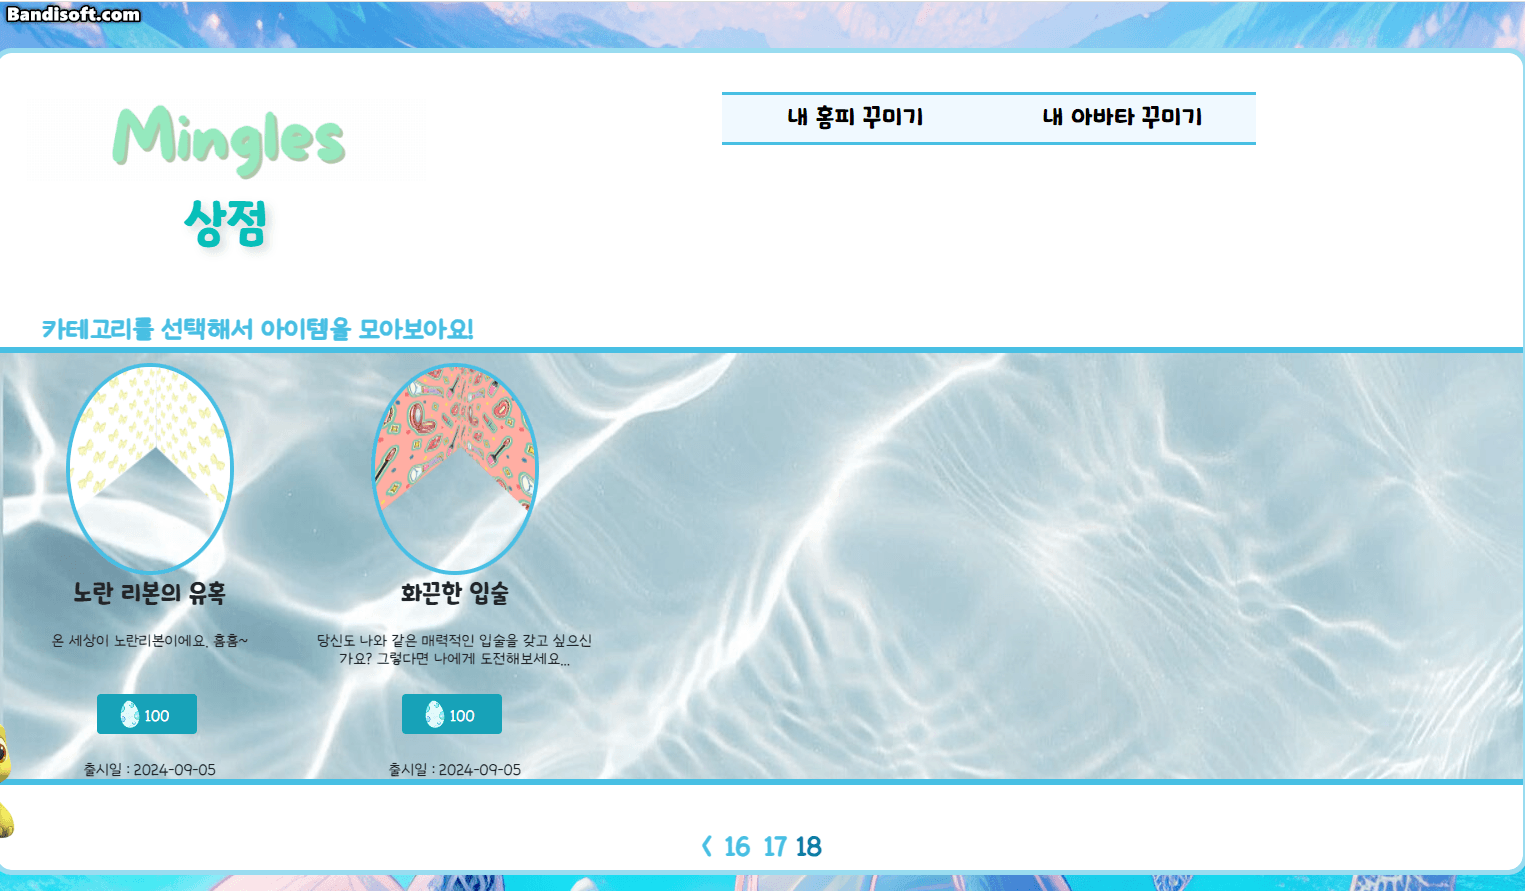 Bandisoft.com
Mingles
상점
내 홈피 꾸미기
내 아바타 꾸미기
카테고리를 선택해서 아이템을 모아보아요!
노란 리본의 유혹
온 세상이 노란리본이에요, 흠흠~
100
출시일 : 2024-09-05
화끈한 입술
당신도 나와 같은 매력적인 입술을 갖고 싶으신
가요? 그렇다면 나에게 도전해보세요...
100
출시일 : 2024-09-05
< 16 17 18